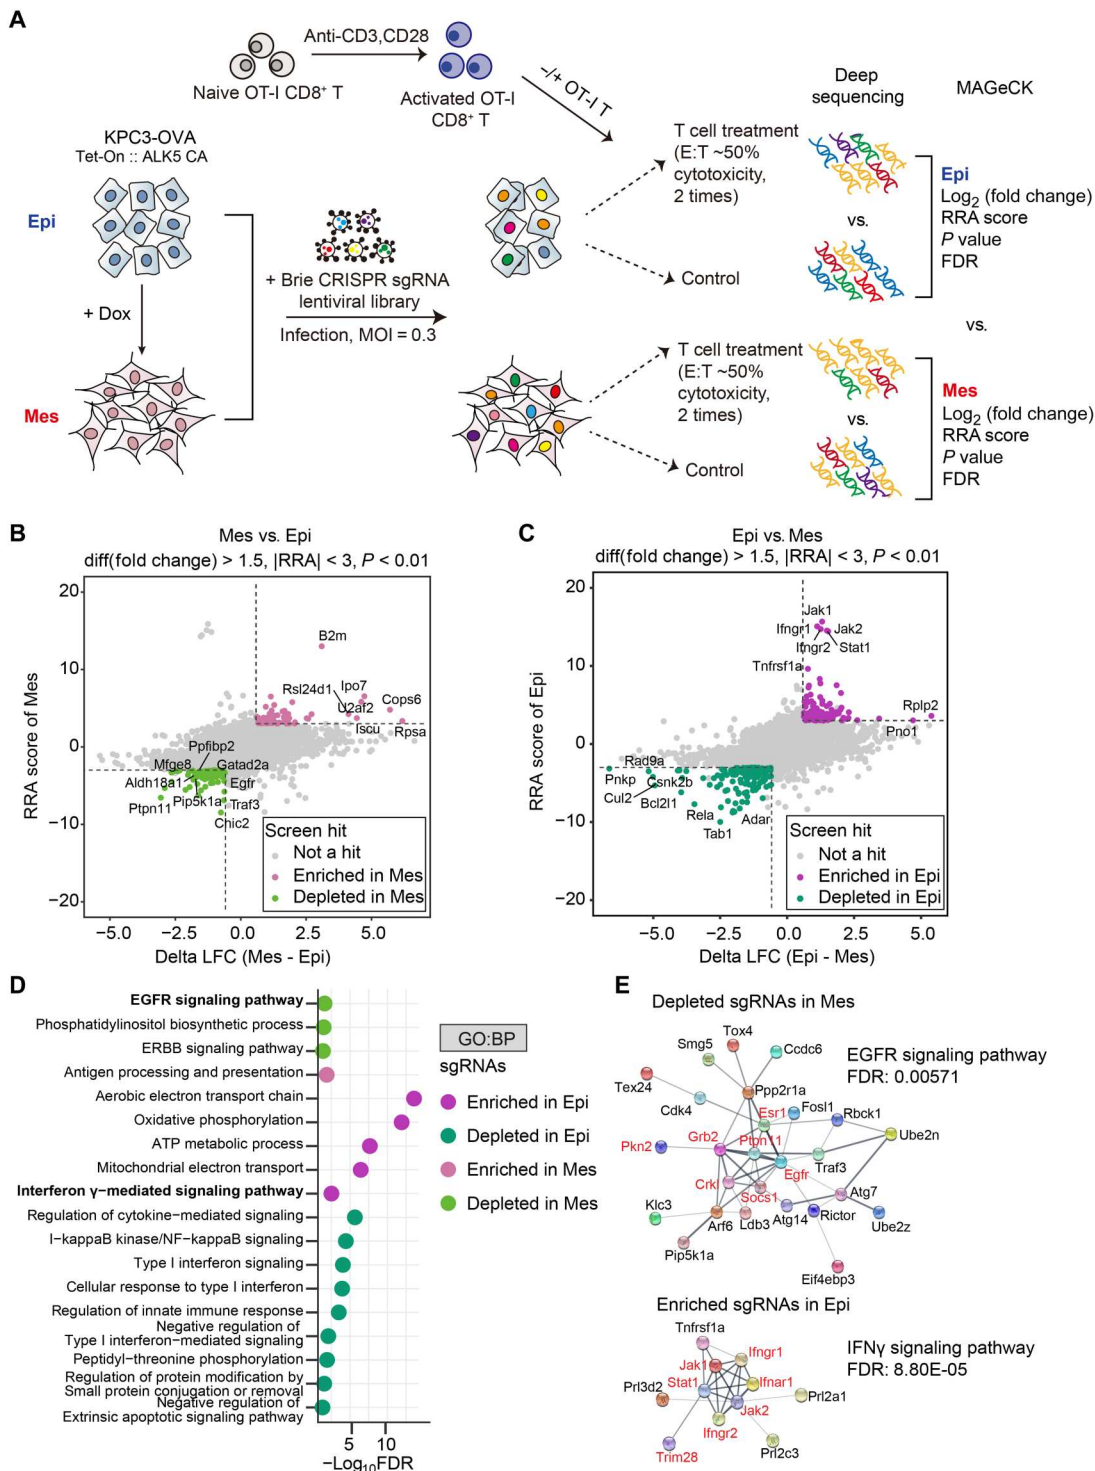 A
Anti-CD3,CD28
Naive OT-I CD8+ T
Activated OT-I
CD8+ T
−/+ OT-I T
Deep
sequencing
MAGeCK
KPC3-OVA
Tet-On :: ALK5 CA
Epi
+ Dox
Mes
+ Brie CRISPR sgRNA
lentiviral library
Infection, MOI = 0.3
T cell treatment
(E:T ~50%
cytotoxicity,
2 times)
Control
vs.
Epi
Log2 (fold change)
RRA score
P value
FDR
vs.
T cell treatment
(E:T ~50%
cytotoxicity,
2 times)
Control
vs.
Mes
Log2 (fold change)
RRA score
P value
FDR
B
Mes vs. Epi
diff(fold change) > 1.5, |RRA| < 3, P < 0.01
RRA score of Mes
20
10
0
−10
−20
B2m
Rsl24d1
Ipo7
Cops6
U2af2
Iscu
Rpsa
Ppfibp2
Mfge8
Gatad2a
Aldh18a1
Egfr
Pip5k1a
Ptpn11
Traf3
Chic2
Screen hit
Not a hit
Enriched in Mes
Depleted in Mes
−5.0
−2.5
0.0
2.5
5.0
Delta LFC (Mes - Epi)
C
Epi vs. Mes
diff(fold change) > 1.5, |RRA| < 3, P < 0.01
RRA score of Epi
20
10
0
−10
−20
Jak1
Ifngr1
Jak2
Ifngr2
Stat1
Tnfrsf1a
Rplp2
Pno1
Rad9a
Pnkp
Csnk2b
Cul2
Bcl2l1
Rela
Adar
Tab1
Screen hit
Not a hit
Enriched in Epi
Depleted in Epi
−5.0
−2.5
0.0
2.5
5.0
Delta LFC (Epi - Mes)
D
EGFR signaling pathway
Phosphatidylinositol biosynthetic process
ERBB signaling pathway
Antigen processing and presentation
Aerobic electron transport chain
Oxidative phosphorylation
ATP metabolic process
Mitochondrial electron transport
Interferon γ−mediated signaling pathway
Regulation of cytokine−mediated signaling
I−kappaB kinase/NF−kappaB signaling
Type I interferon signaling
Cellular response to type I interferon
Regulation of innate immune response
Negative regulation of
Type I interferon−mediated signaling
Peptidyl−threonine phosphorylation
Regulation of protein modification by
Small protein conjugation or removal
Negative regulation of
Extrinsic apoptotic signaling pathway
5
10
−Log10FDR
GO:BP
sgRNAs
Enriched in Epi
Depleted in Epi
Enriched in Mes
Depleted in Mes
E
Depleted sgRNAs in Mes
EGFR signaling pathway
FDR: 0.00571
Tox4
Smg5
Ccdc6
Tex24
Ppp2r1a
Cdk4
Esr1
Fosl1
Rbck1
Grb2
Ptpn11
Ube2n
Pkn2
Traf3
Egfr
Crkl
Socs1
Atg7
Klc3
Arf6
Ldb3
Atg14
Rictor
Ube2z
Pip5k1a
Eif4ebp3
Enriched sgRNAs in Epi
IFNγ signaling pathway
FDR: 8.80E-05
Tnfrsf1a
Ifngr1
Jak1
Stat1
Ifnar1
Prl3d2
Prl2a1
Jak2
Ifngr2
Trim28
Prl2c3